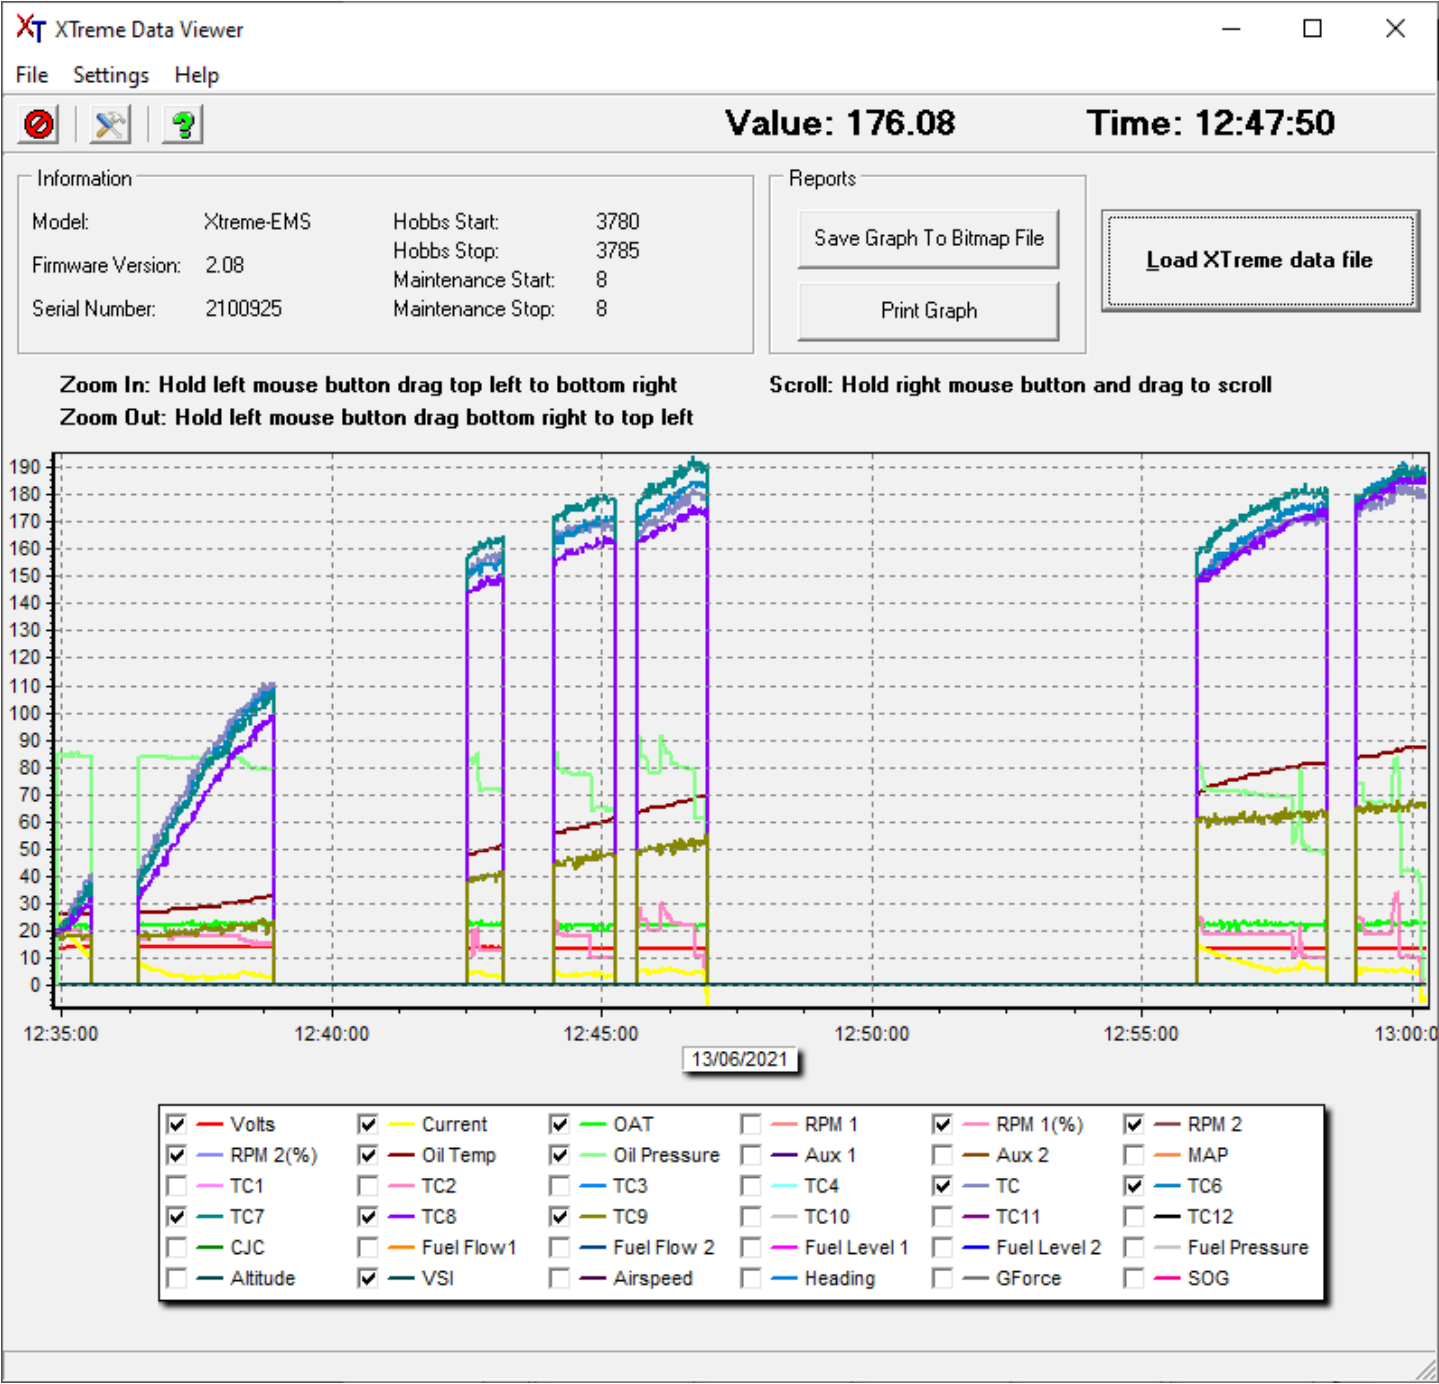 XT XTreme Data Viewer
File Settings Help
Value: 176.08 Time: 12:47:50
Information
Model: Xtreme-EMS
Firmware Version: 2.08
Serial Number: 2100925
Hobbs Start: 3780
Hobbs Stop: 3785
Maintenance Start: 8
Maintenance Stop: 8
Reports
Save Graph To Bitmap File
Print Graph
Load XTreme data file
Zoom In: Hold left mouse button drag top left to bottom right
Zoom Out: Hold left mouse button drag bottom right to top left
Scroll: Hold right mouse button and drag to scroll
190
180
170
160
150
140
130
120
110
100
90
80
70
60
50
40
30
20
10
0
12:35:00 12:40:00 12:45:00 12:50:00 12:55:00 13:00:0
13/06/2021
Volts Current OAT RPM 1 RPM 1(%) RPM 2
RPM 2(%) Oil Temp Oil Pressure Aux 1 Aux 2 MAP
TC1 TC2 TC3 TC4 TC TC6
TC7 TC8 TC9 TC10 TC11 TC12
CJC Fuel Flow1 Fuel Flow 2 Fuel Level 1 Fuel Level 2 Fuel Pressure
Altitude VSI Airspeed Heading GForce SOG